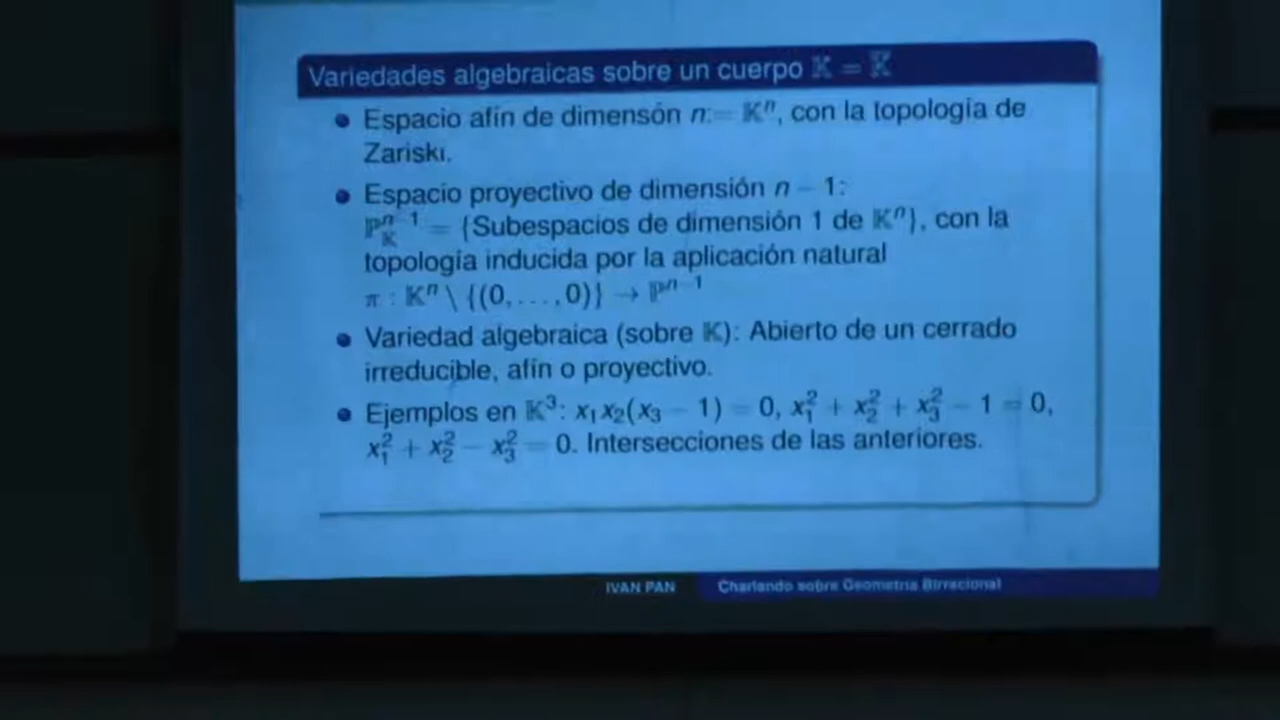 Variedades algebraicas sobre un cuerpo 𝕂 = 𝕂̅
Espacio afín de dimensón n:= 𝕂ⁿ, con la topología de
Zariski.
Espacio proyectivo de dimensión n − 1:
ℙⁿ⁻¹_𝕂 = {Subespacios de dimensión 1 de 𝕂ⁿ}, con la
topología inducida por la aplicación natural
π : 𝕂ⁿ \ {(0, . . . , 0)} → ℙⁿ⁻¹
Variedad algebraica (sobre 𝕂): Abierto de un cerrado
irreducible, afín o proyectivo.
Ejemplos en 𝕂³: x₁x₂(x₃ − 1) = 0, x₁² + x₂² + x₃² − 1 = 0,
x₁² + x₂² − x₃² = 0. Intersecciones de las anteriores.
IVAN PAN Charlando sobre Geometría Birracional